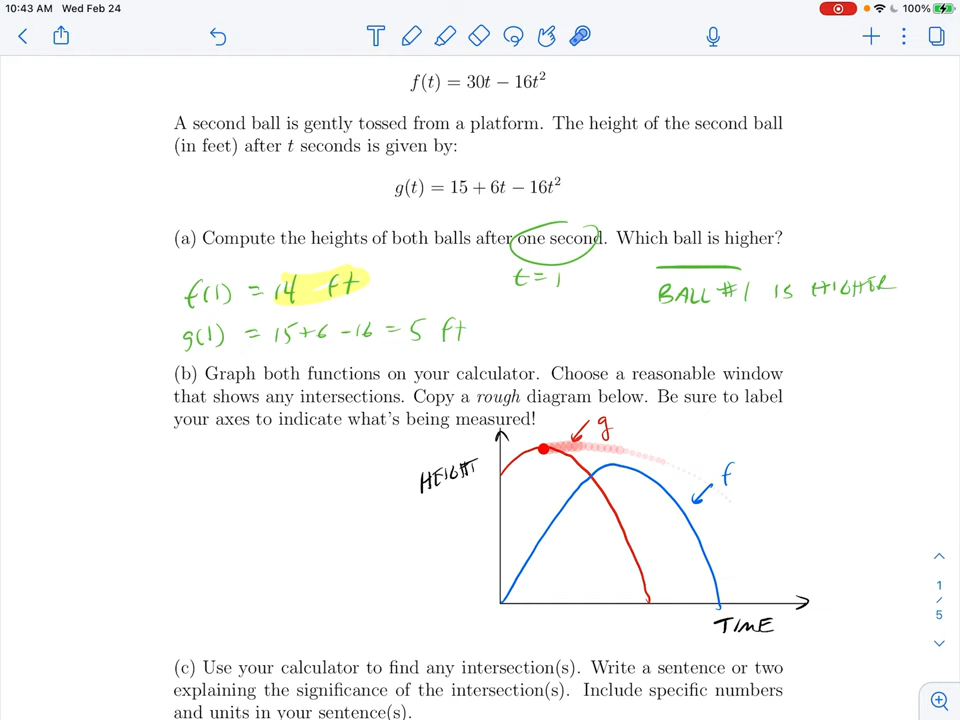 10:43 AM Wed Feb 24 100%
f(t) = 30t − 16t²
A second ball is gently tossed from a platform. The height of the second ball
(in feet) after t seconds is given by:
g(t) = 15 + 6t − 16t²
(a) Compute the heights of both balls after one second. Which ball is higher?
f(1) = 14 ft
t = 1
BALL #1 IS HIGHER
g(1) = 15+6 −16 = 5 ft
(b) Graph both functions on your calculator. Choose a reasonable window
that shows any intersections. Copy a rough diagram below. Be sure to label
your axes to indicate what's being measured!
g
HEIGHT
f
TIME
1
/
5
(c) Use your calculator to find any intersection(s). Write a sentence or two
explaining the significance of the intersection(s). Include specific numbers
and units in your sentence(s).